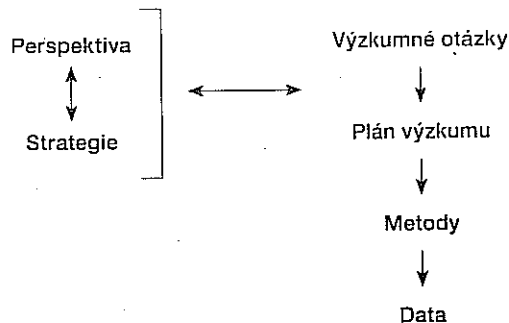 Perspektiva
Strategie
Výzkumné otázky
Plán výzkumu
Metody
Data